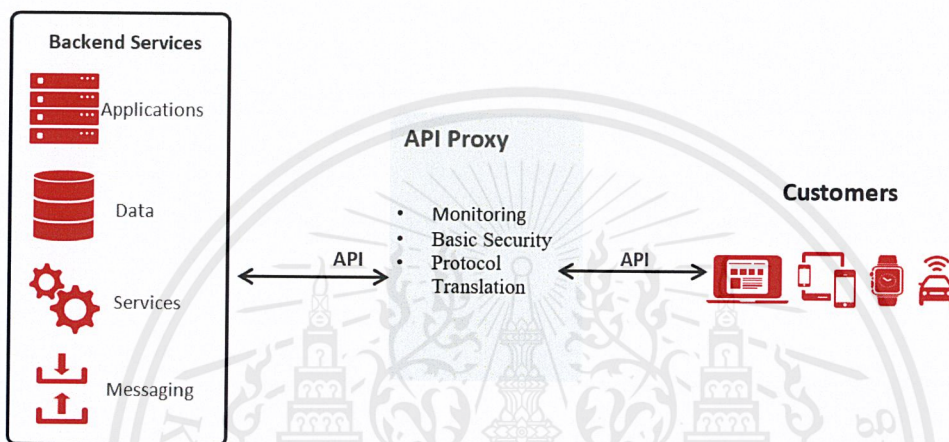 Backend Services
Applications
Data
Services
Messaging
API
API Proxy
• Monitoring
• Basic Security
• Protocol
Translation
API
Customers